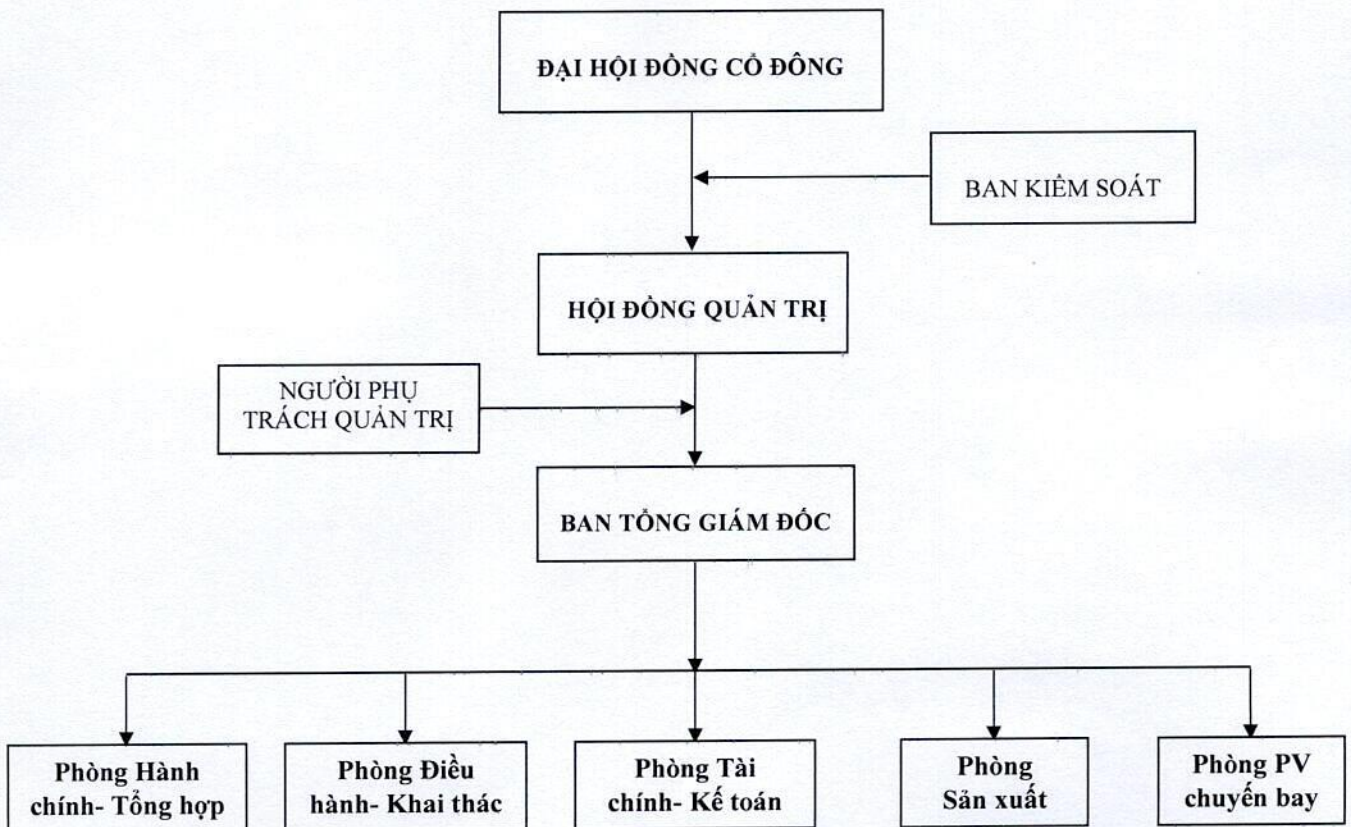 ĐẠI HỘI ĐỒNG CỔ ĐÔNG
BAN KIỂM SOÁT
HỘI ĐỒNG QUẢN TRỊ
NGƯỜI PHỤ
TRÁCH QUẢN TRỊ
BAN TỔNG GIÁM ĐỐC
Phòng Hành
chính- Tổng hợp
Phòng Điều
hành- Khai thác
Phòng Tài
chính- Kế toán
Phòng
Sản xuất
Phòng PV
chuyến bay